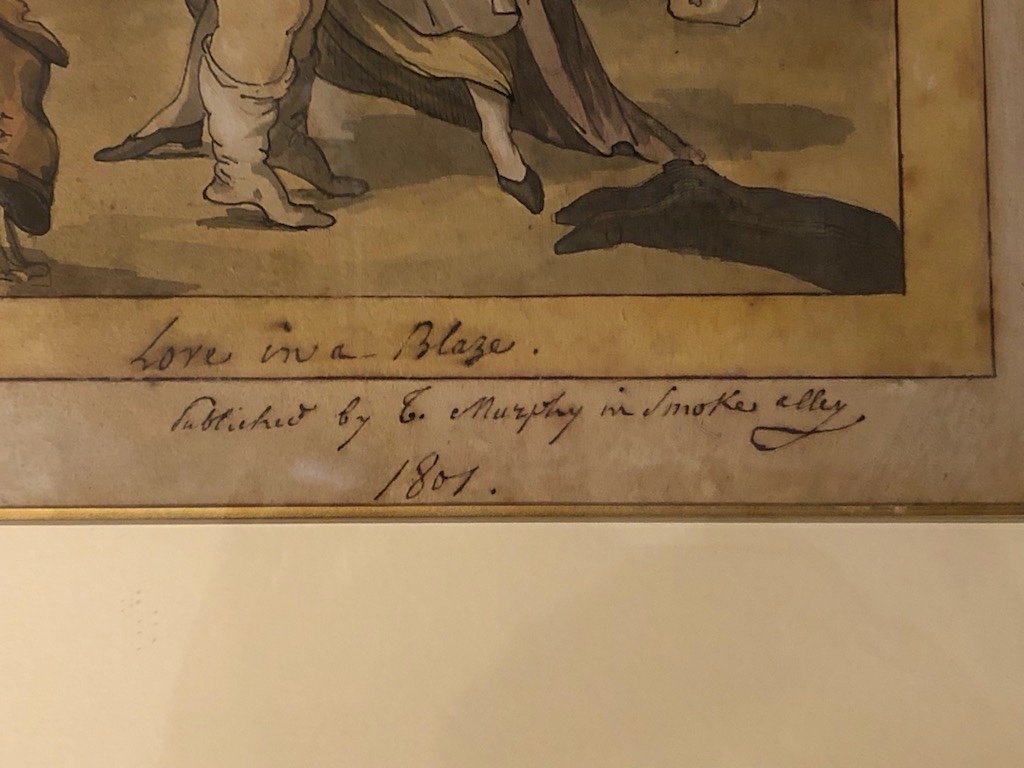 Love in a Blaze.
Published by T. Murphy in Smoke alley
1801.